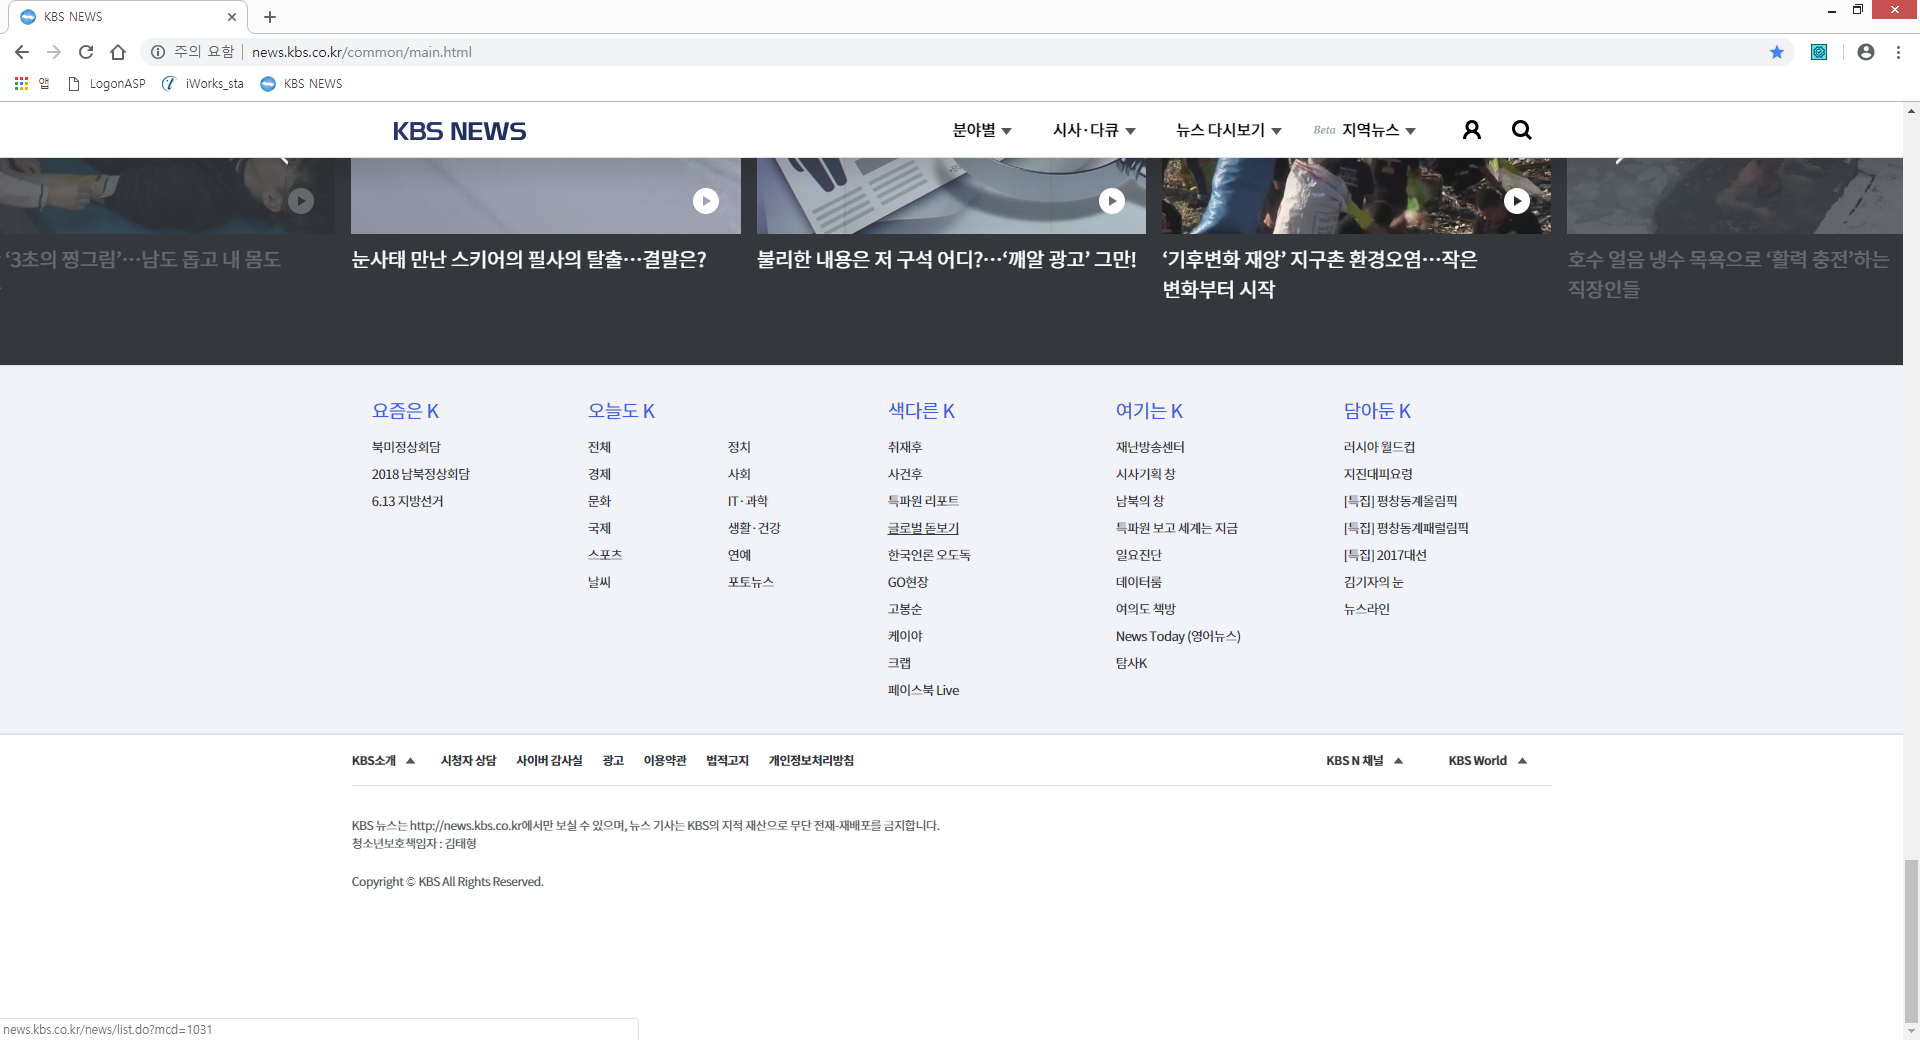 KBS NEWS
주의 요함 | news.kbs.co.kr/common/main.html
앱 LogonASP iWorks_sta KBS NEWS
KBS NEWS 분야별 시사·다큐 뉴스 다시보기 Beta 지역뉴스 
‘3초의 찡그림’…남도 돕고 내 몸도
눈사태 만난 스키어의 필사의 탈출…결말은?
불리한 내용은 저 구석 어디?…‘깨알 광고’ 그만!
‘기후변화 재앙’ 지구촌 환경오염…작은
변화부터 시작
호수 얼음 냉수 목욕으로 ‘활력 충전’하는
직장인들
요즘은 K
북미정상회담
2018 남북정상회담
6.13 지방선거
오늘도 K
전체 정치
경제 사회
문화 IT·과학
국제 생활·건강
스포츠 연예
날씨 포토뉴스
색다른 K
취재후
사건후
특파원 리포트
글로벌 돋보기
한국언론 오도독
GO현장
고봉순
케이야
크랩
페이스북 Live
여기는 K
재난방송센터
시사기획 창
남북의 창
특파원 보고 세계는 지금
일요진단
데이터룸
여의도 책방
News Today (영어뉴스)
탐사K
담아둔 K
러시아 월드컵
지진대피요령
[특집] 평창동계올림픽
[특집] 평창동계패럴림픽
[특집] 2017대선
김기자의 눈
뉴스라인
KBS소개 시청자 상담 사이버 감사실 광고 이용약관 법적고지 개인정보처리방침 KBS N 채널 KBS World
KBS 뉴스는 http://news.kbs.co.kr에서만 보실 수 있으며, 뉴스 기사는 KBS의 지적 재산으로 무단 전재-재배포를 금지합니다.
청소년보호책임자 : 김태형
Copyright © KBS All Rights Reserved.
news.kbs.co.kr/news/list.do?mcd=1031